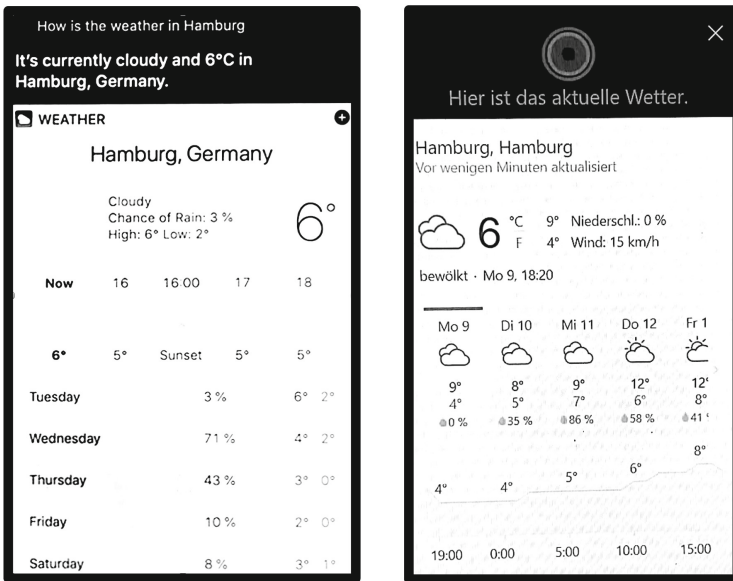 How is the weather in Hamburg
It's currently cloudy and 6°C in
Hamburg, Germany.
WEATHER
Hamburg, Germany
Cloudy
Chance of Rain: 3 %
High: 6° Low: 2°
6°
Now 16 16:00 17 18
6° 5° Sunset 5° 5°
Tuesday 3 % 6° 2°
Wednesday 71 % 4° 2°
Thursday 43 % 3° 0°
Friday 10 % 2° 0°
Saturday 8 % 3° 1°
Hier ist das aktuelle Wetter.
Hamburg, Hamburg
Vor wenigen Minuten aktualisiert
6 °C 9° Niederschl.: 0 %
F 4° Wind: 15 km/h
bewölkt · Mo 9, 18:20
Mo 9 Di 10 Mi 11 Do 12 Fr 1
9° 8° 9° 12° 12°
4° 5° 7° 6° 8°
0 % 35 % 86 % 58 % 41
4° 4° 5° 6° 8°
19:00 0:00 5:00 10:00 15:00